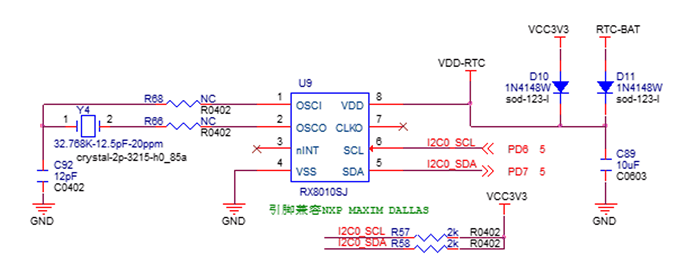 VCC3V3
RTC-BAT
VDD-RTC
D10
1N4148W
sod-123-l
D11
1N4148W
sod-123-l
U9
R68
NC
R0402
1
OSCI
VDD
8
Y4
1
2
R66
NC
R0402
2
OSCO
CLKO
7
32.768K-12.5pF-20ppm
crystal-2p-3215-h0_85a
3
nINT
SCL
6
I2C0_SCL
PD6
5
4
VSS
SDA
5
I2C0_SDA
PD7
5
C92
12pF
C0402
C89
10uF
C0603
RX8010SJ
引脚兼容NXP MAXIM DALLAS
GND
GND
GND
VCC3V3
I2C0_SCL
R57
2k
R0402
I2C0_SDA
R58
2k
R0402